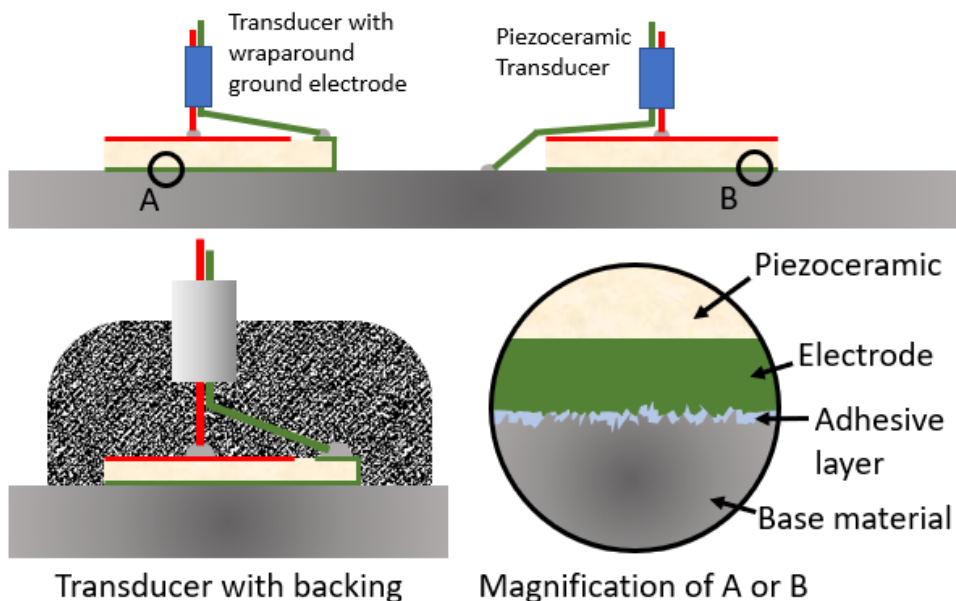 Transducer with
wraparound
ground electrode
Piezoceramic
Transducer
A
B
Piezoceramic
Electrode
Adhesive
layer
Base material
Transducer with backing
Magnification of A or B